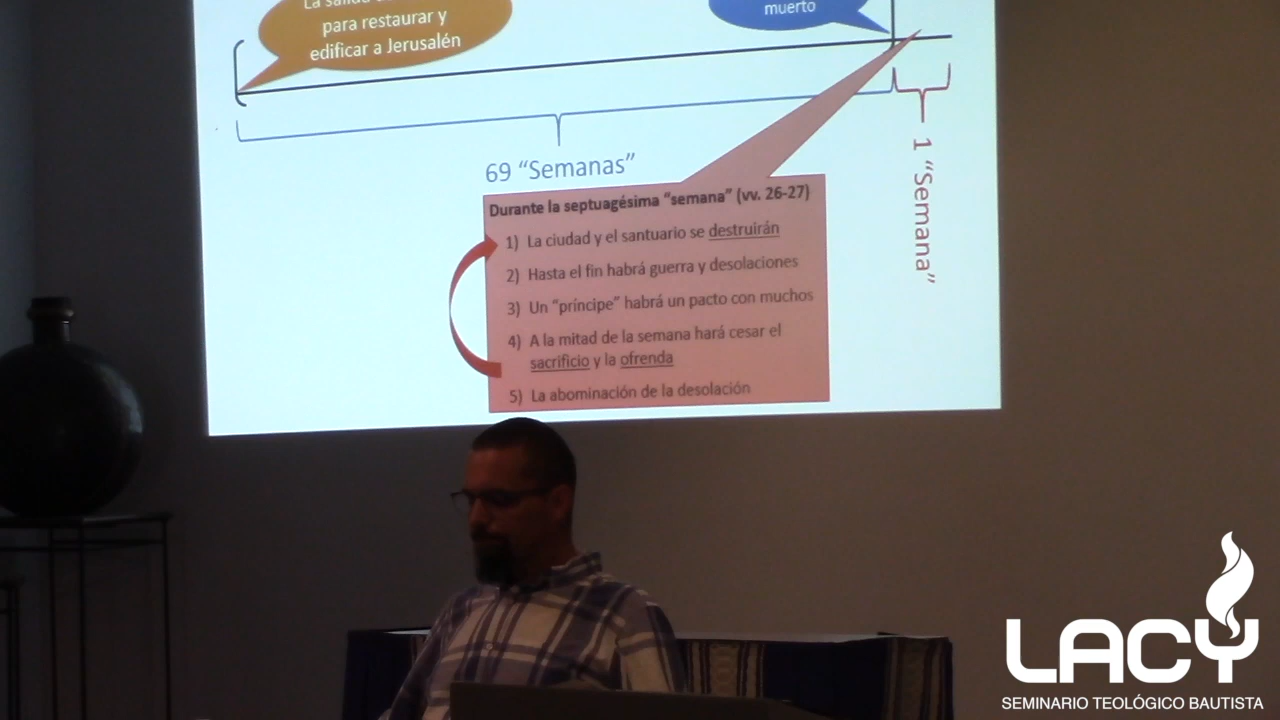 La salida
para restaurar y
edificar a Jerusalén
muerto
69 “Semanas”
1 “Semana”
Durante la septuagésima “semana” (vv. 26-27)
1) La ciudad y el santuario se destruirán
2) Hasta el fin habrá guerra y desolaciones
3) Un “príncipe” habrá un pacto con muchos
4) A la mitad de la semana hará cesar el
sacrificio y la ofrenda
5) La abominación de la desolación
LACY
SEMINARIO TEOLÓGICO BAUTISTA